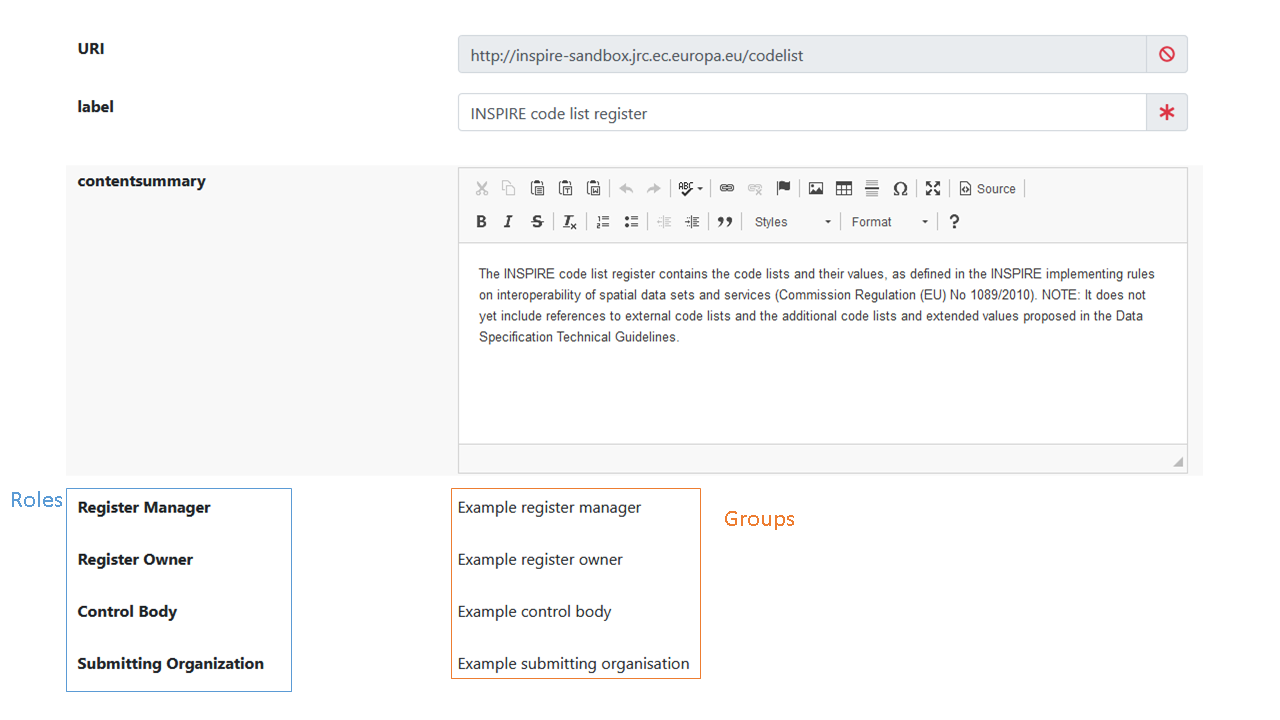 URI
http://inspire-sandbox.jrc.ec.europa.eu/codelist
label
INSPIRE code list register
contentsummary
ABC
Source
B I S Tx Styles Format ?
The INSPIRE code list register contains the code lists and their values, as defined in the INSPIRE implementing rules
on interoperability of spatial data sets and services (Commission Regulation (EU) No 1089/2010). NOTE: It does not
yet include references to external code lists and the additional code lists and extended values proposed in the Data
Specification Technical Guidelines.
Roles
Register Manager
Example register manager
Groups
Register Owner
Example register owner
Control Body
Example control body
Submitting Organization
Example submitting organisation